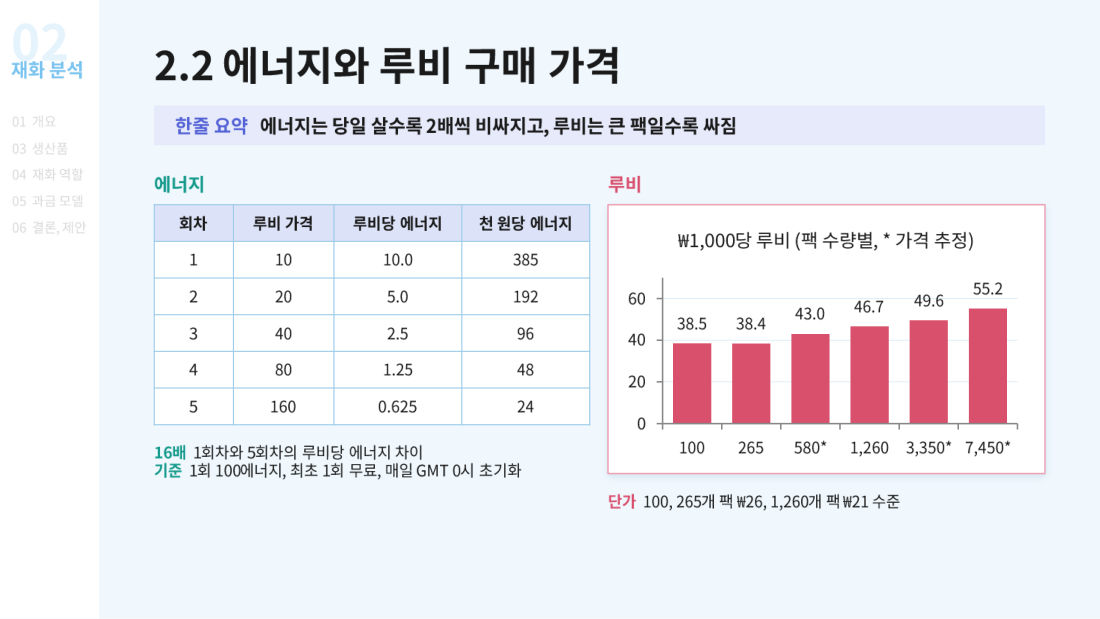 02
재화 분석
01 개요
03 생산품
04 재화 역할
05 과금 모델
06 결론, 제안
2.2 에너지와 루비 구매 가격
한줄 요약 에너지는 당일 살수록 2배씩 비싸지고, 루비는 큰 팩일수록 싸짐
에너지
회차 루비 가격 루비당 에너지 천 원당 에너지
1 10 10.0 385
2 20 5.0 192
3 40 2.5 96
4 80 1.25 48
5 160 0.625 24
16배 1회차와 5회차의 루비당 에너지 차이
기준 1회 100에너지, 최초 1회 무료, 매일 GMT 0시 초기화
루비
₩1,000당 루비 (팩 수량별, * 가격 추정)
60
40
20
0
38.5 38.4 43.0 46.7 49.6 55.2
100 265 580* 1,260 3,350* 7,450*
단가 100, 265개 팩 ₩26, 1,260개 팩 ₩21 수준